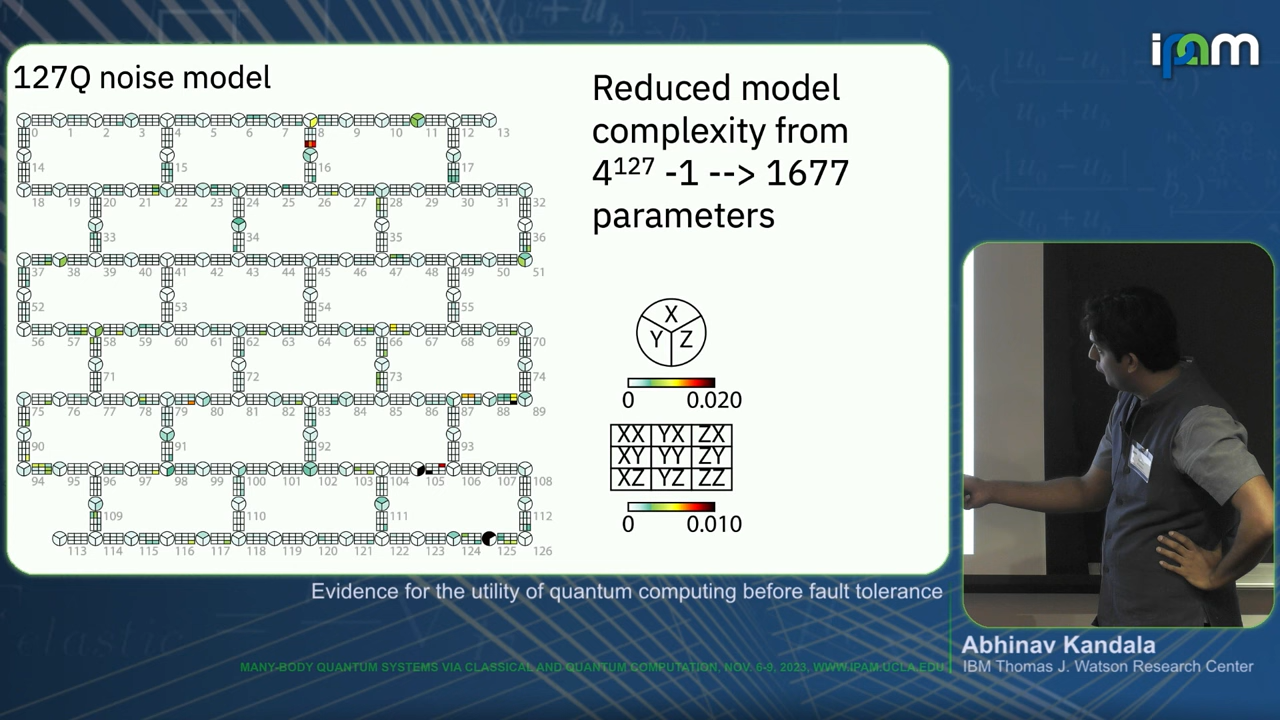 ipam
127Q noise model
0 1 2 3 4 5 6 7 8 9 10 11 12 13
14 15 16 17
18 19 20 21 22 23 24 25 26 27 28 29 30 31 32
33 34 35 36
37 38 39 40 41 42 43 44 45 46 47 48 49 50 51
52 53 54 55
56 57 58 59 60 61 62 63 64 65 66 67 68 69 70
71 72 73 74
75 76 77 78 79 80 81 82 83 84 85 86 87 88 89
90 91 92 93
94 95 96 97 98 99 100 101 102 103 104 105 106 107 108
109 110 111 112
113 114 115 116 117 118 119 120 121 122 123 124 125 126
Reduced model
complexity from
4¹²⁷ -1 --> 1677
parameters
X
Y Z
0 0.020
XX YX ZX
XY YY ZY
XZ YZ ZZ
0 0.010
Evidence for the utility of quantum computing before fault tolerance
Abhinav Kandala
IBM Thomas J. Watson Research Center
MANY-BODY QUANTUM SYSTEMS VIA CLASSICAL AND QUANTUM COMPUTATION, NOV. 6-9, 2023, WWW.IPAM.UCLA.EDU